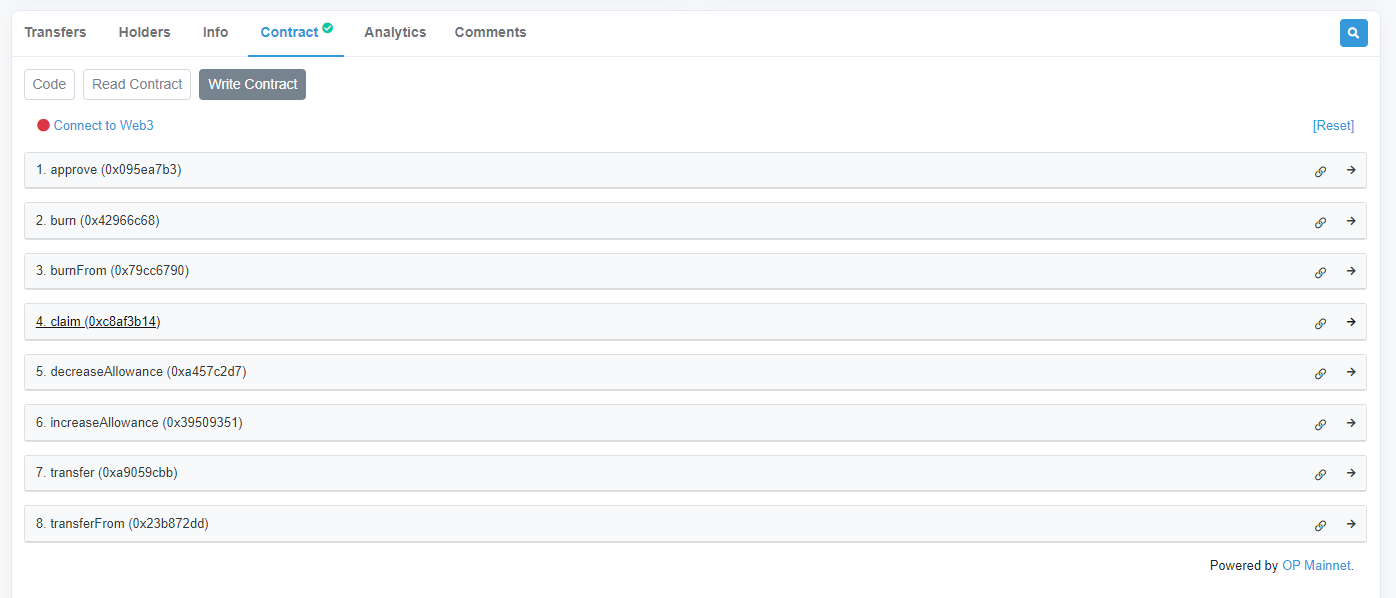 Transfers Holders Info Contract Analytics Comments
Code Read Contract Write Contract
Connect to Web3 [Reset]
1. approve (0x095ea7b3)
2. burn (0x42966c68)
3. burnFrom (0x79cc6790)
4. claim (0xc8af3b14)
5. decreaseAllowance (0xa457c2d7)
6. increaseAllowance (0x39509351)
7. transfer (0xa9059cbb)
8. transferFrom (0x23b872dd)
Powered by OP Mainnet.